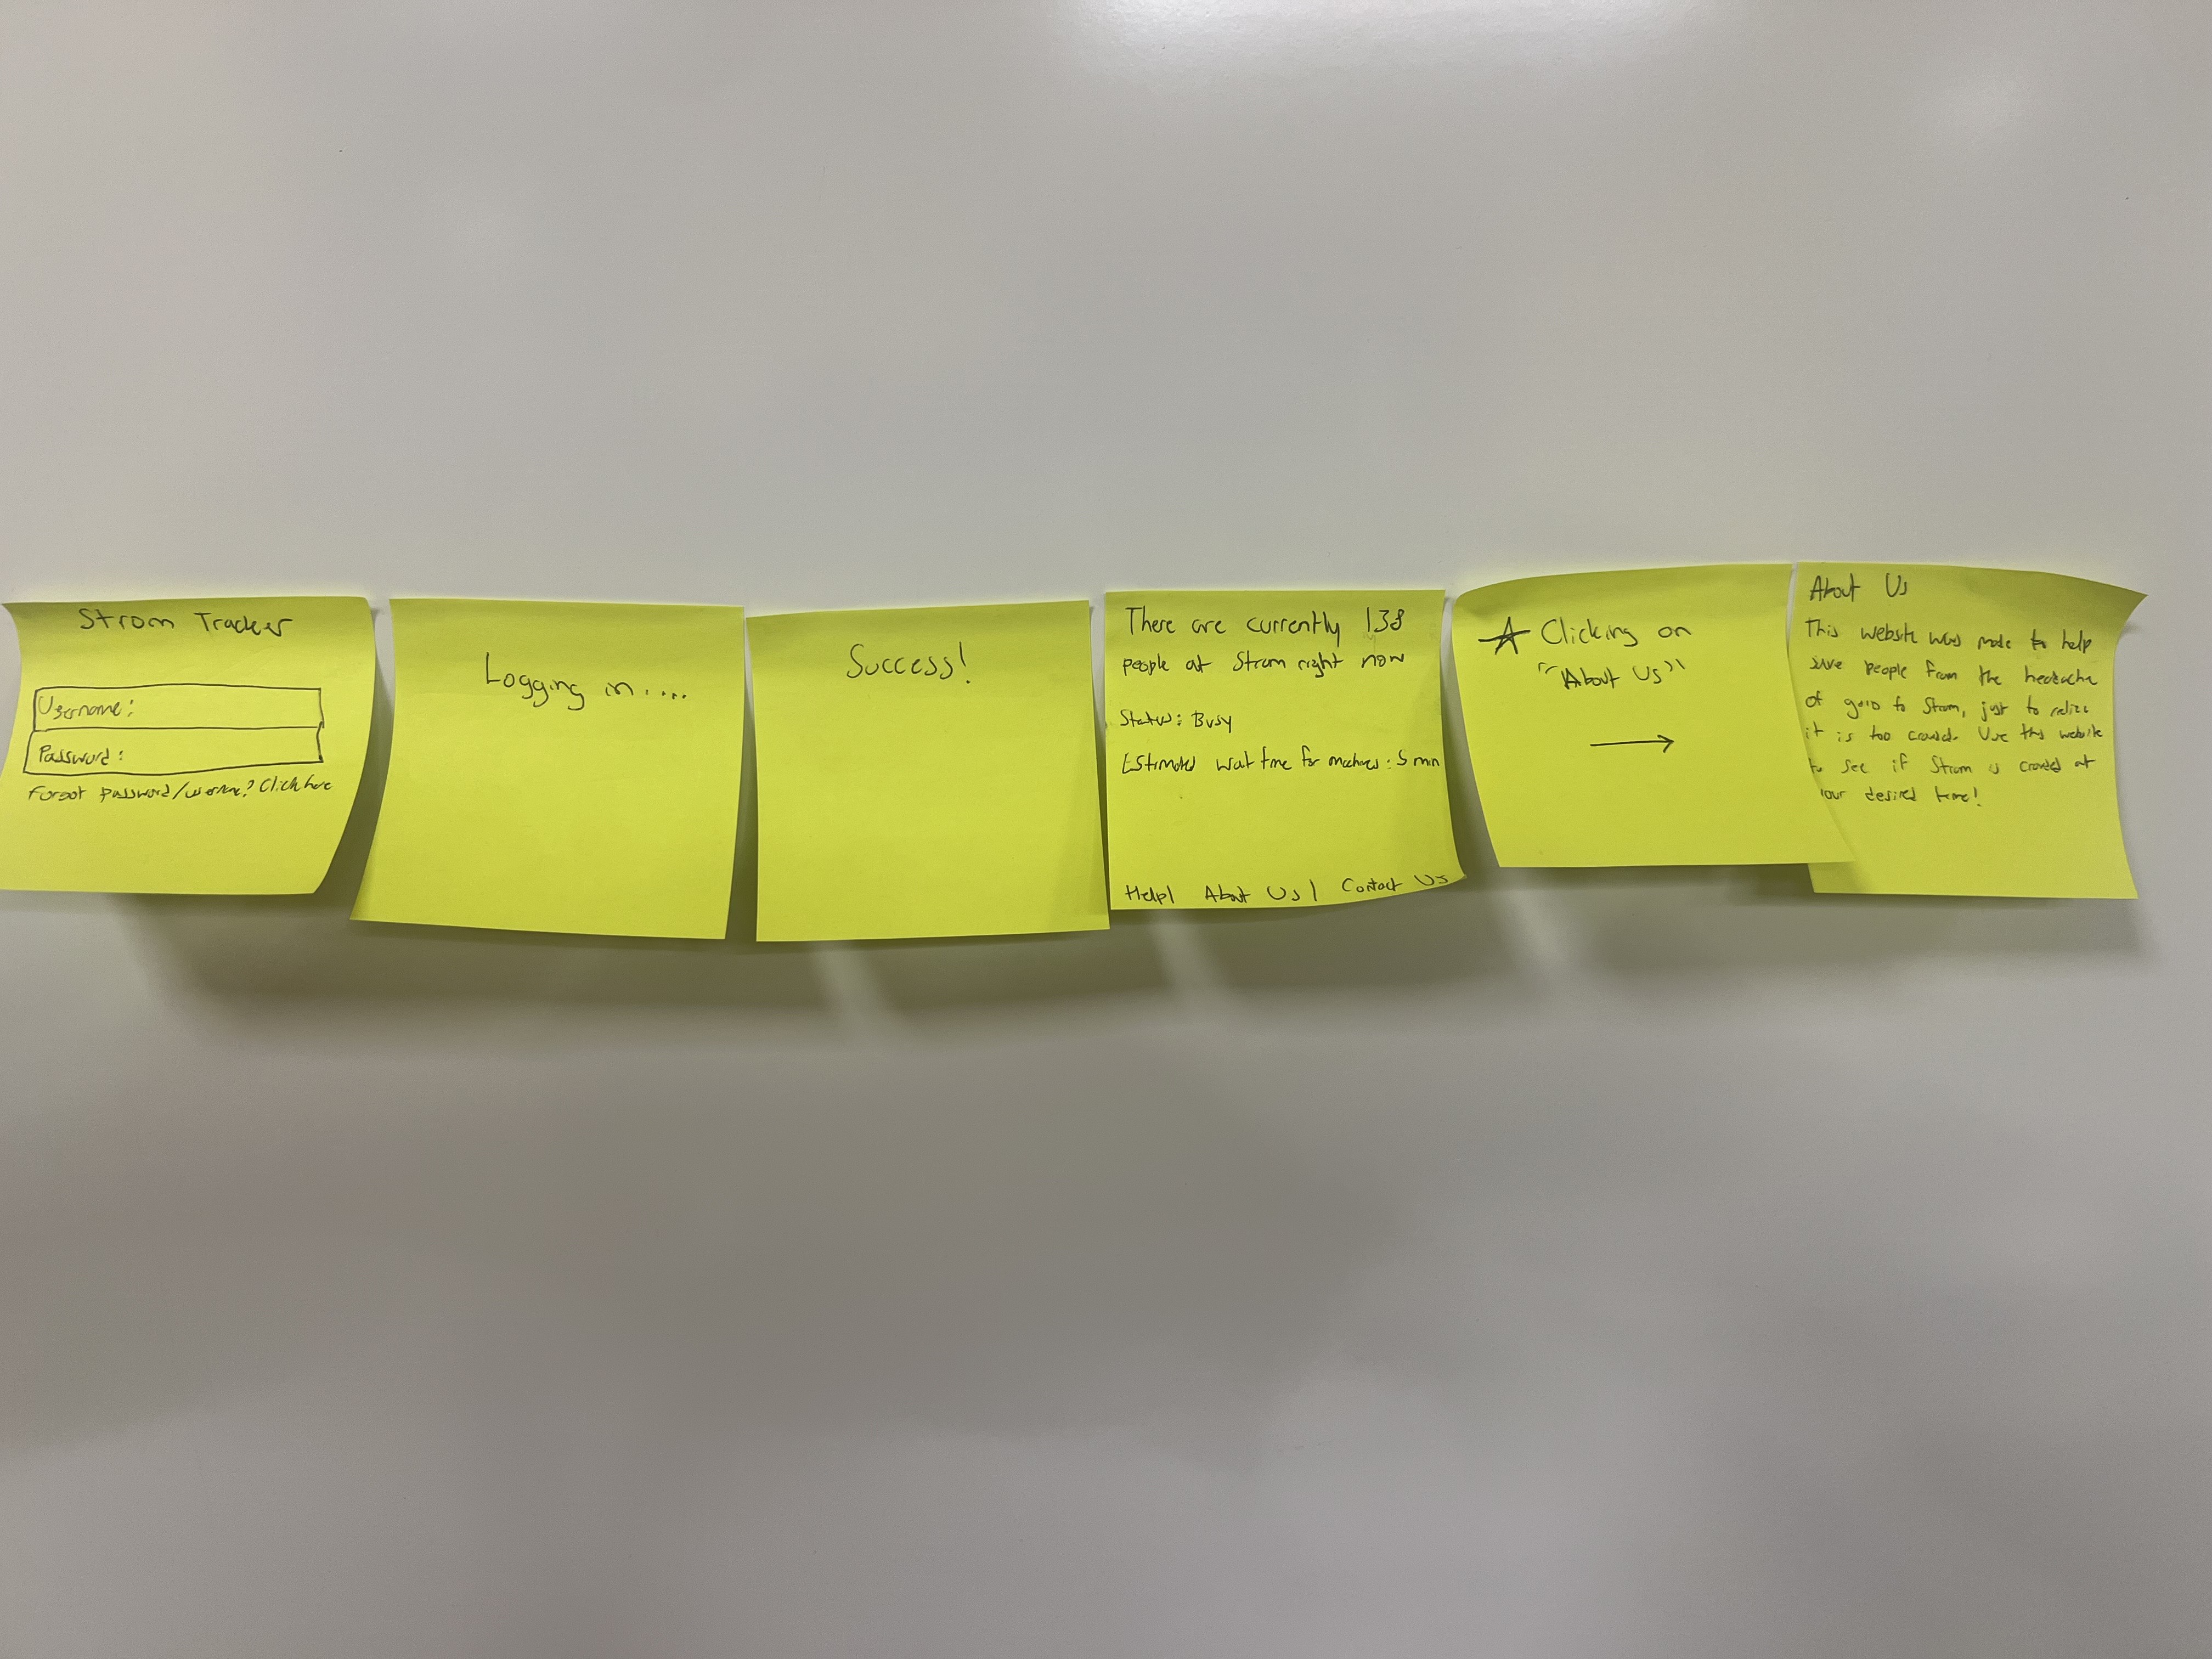 Strom Tracker
Username:
Password:
Forgot password/username? Click here
Logging in....
Success!
There are currently 138
people at Strom right now
Status: Busy
Estimated wait time for machines: 5 min
Help| About Us| Contact Us
Clicking on
"About Us"
→
About Us
This website was made to help
save people from the headache
of goin to Strom, just to relize
it is too crowded. Use this website
to see if Strom is crowded at
your desired time!